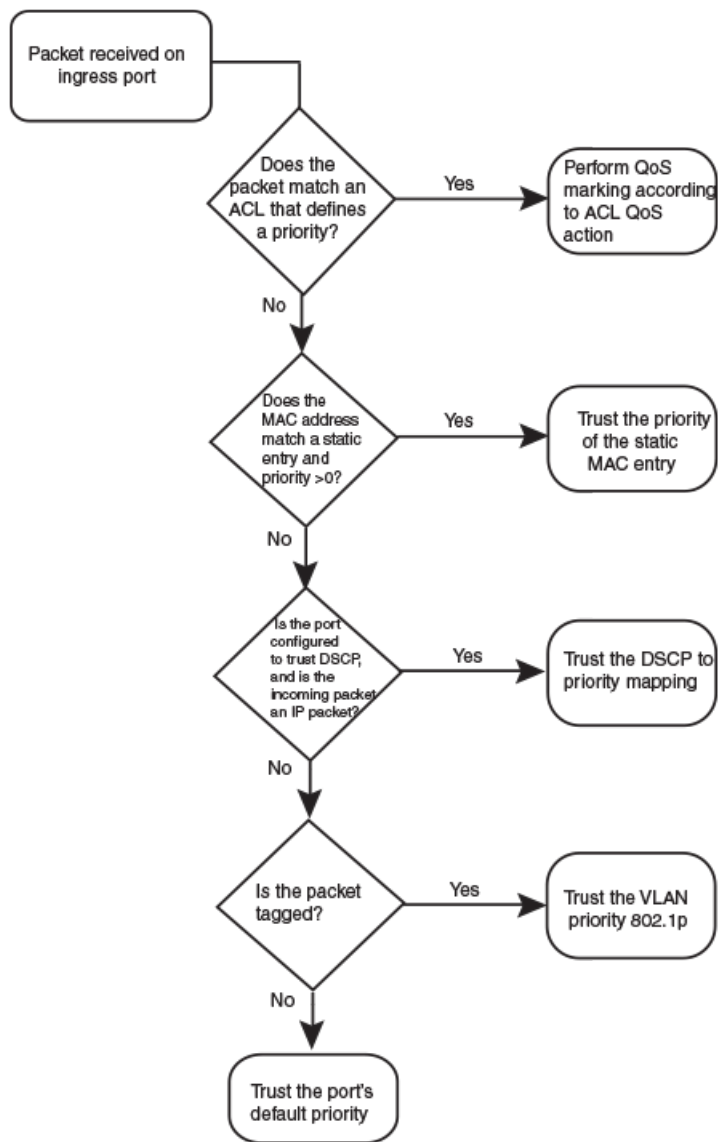 Packet received on
ingress port
Does the
packet match an
ACL that defines
a priority?
Yes
Perform QoS
marking according
to ACL QoS
action
No
Does the
MAC address
match a static
entry and
priority >0?
Yes
Trust the priority
of the static
MAC entry
No
Is the port
configured
to trust DSCP,
and is the
incoming packet
an IP packet?
Yes
Trust the DSCP to
priority mapping
No
Is the packet
tagged?
Yes
Trust the VLAN
priority 802.1p
No
Trust the port's
default priority